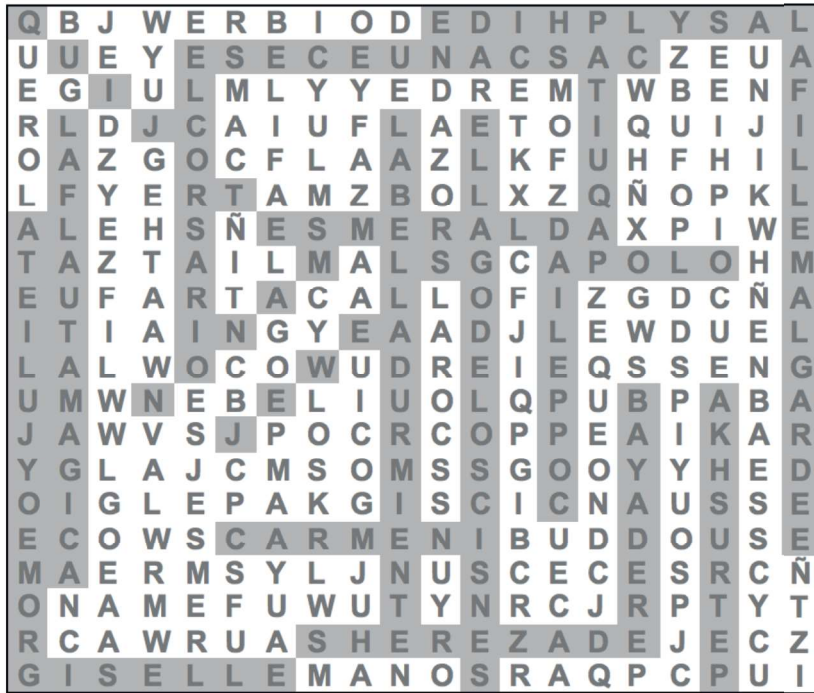 Q B J W E R B I O D E D I H P L Y S A L
U U E Y E S E C E U N A C S A C Z E U A
E G I U L M L Y Y E D R E M T W B E N F
R L D J C A I U F L A E T O I Q U I J I
O A Z G O C F L A A Z L K F U H F H I L
L F Y E R T A M Z B O L X Z Q Ñ O P K L
A L E H S Ñ E S M E R A L D A X P I W E
T A Z T A I L M A L S G C A P O L O H M
E U F A R T A C A L L O F I Z G D C Ñ A
I T I A I N G Y E A A D J L E W D U E L
L A L W O C O W U D R E I E Q S S E N G
U M W N E B E L I U O L Q P U B P A B A
J A W V S J P O C R C O P P E A I K A R
Y G L A J C M S O M S S G O O Y Y H E D
O I G L E P A K G I S C I C N A U S S E
E C O W S C A R M E N I B U D D O U S E
M A E R M S Y L J N U S C E C E S R C Ñ
O N A M E F U W U T Y N R C J R P T Y T
R C A W R U A S H E R E Z A D E J E C Z
G I S E L L E M A N O S R A Q P C P U I